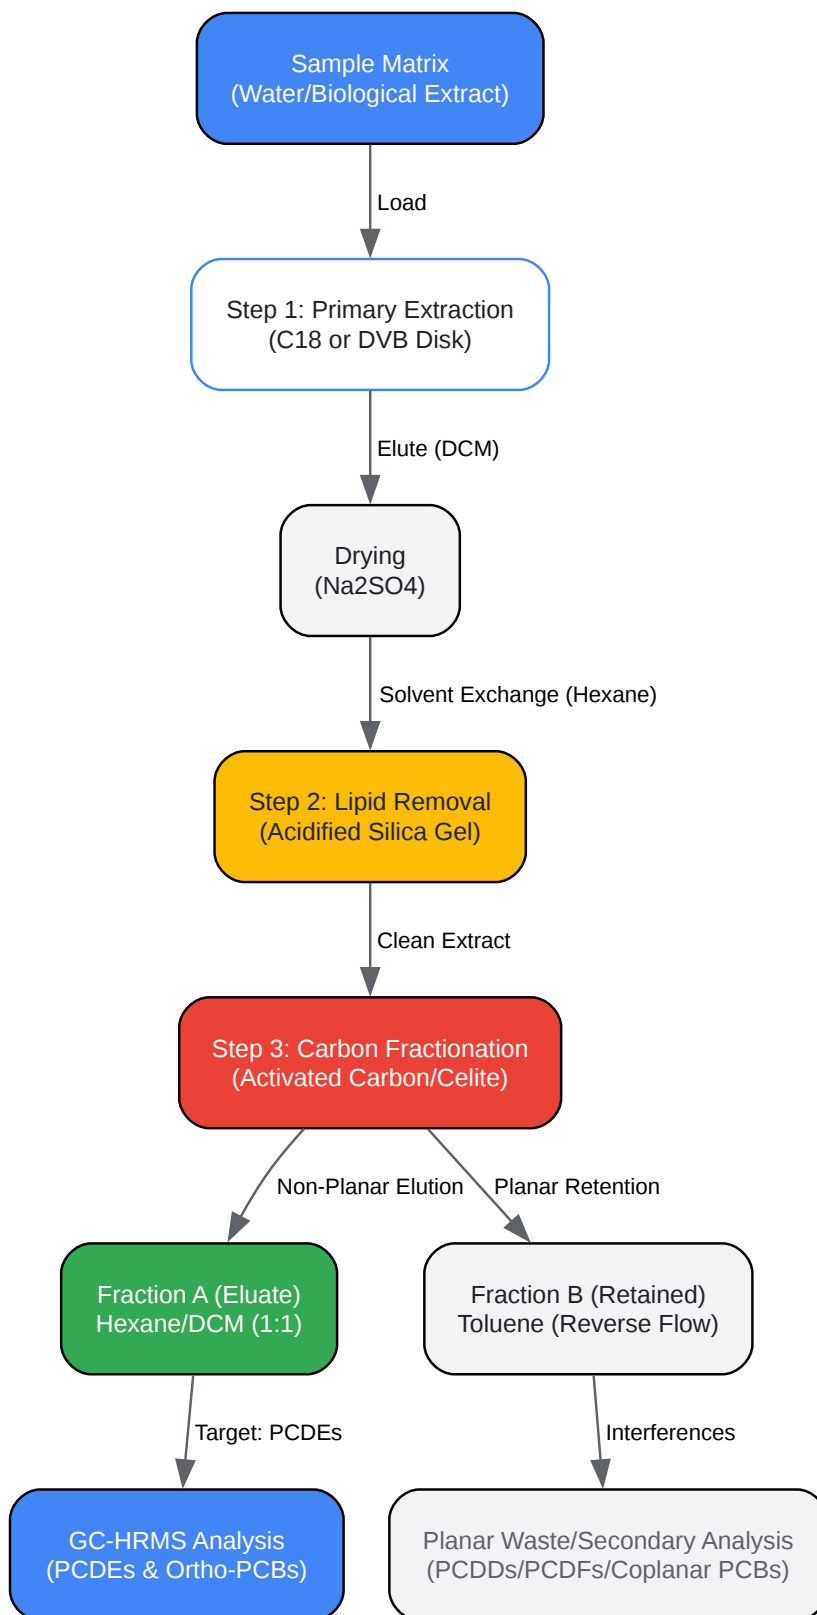 Sample Matrix
(Water/Biological Extract)
Load
Step 1: Primary Extraction
(C18 or DVB Disk)
Elute (DCM)
Drying
(Na2SO4)
Solvent Exchange (Hexane)
Step 2: Lipid Removal
(Acidified Silica Gel)
Clean Extract
Step 3: Carbon Fractionation
(Activated Carbon/Celite)
Non-Planar Elution
Planar Retention
Fraction A (Eluate)
Hexane/DCM (1:1)
Fraction B (Retained)
Toluene (Reverse Flow)
Target: PCDEs
Interferences
GC-HRMS Analysis
(PCDEs & Ortho-PCBs)
Planar Waste/Secondary Analysis
(PCDDs/PCDFs/Coplanar PCBs)